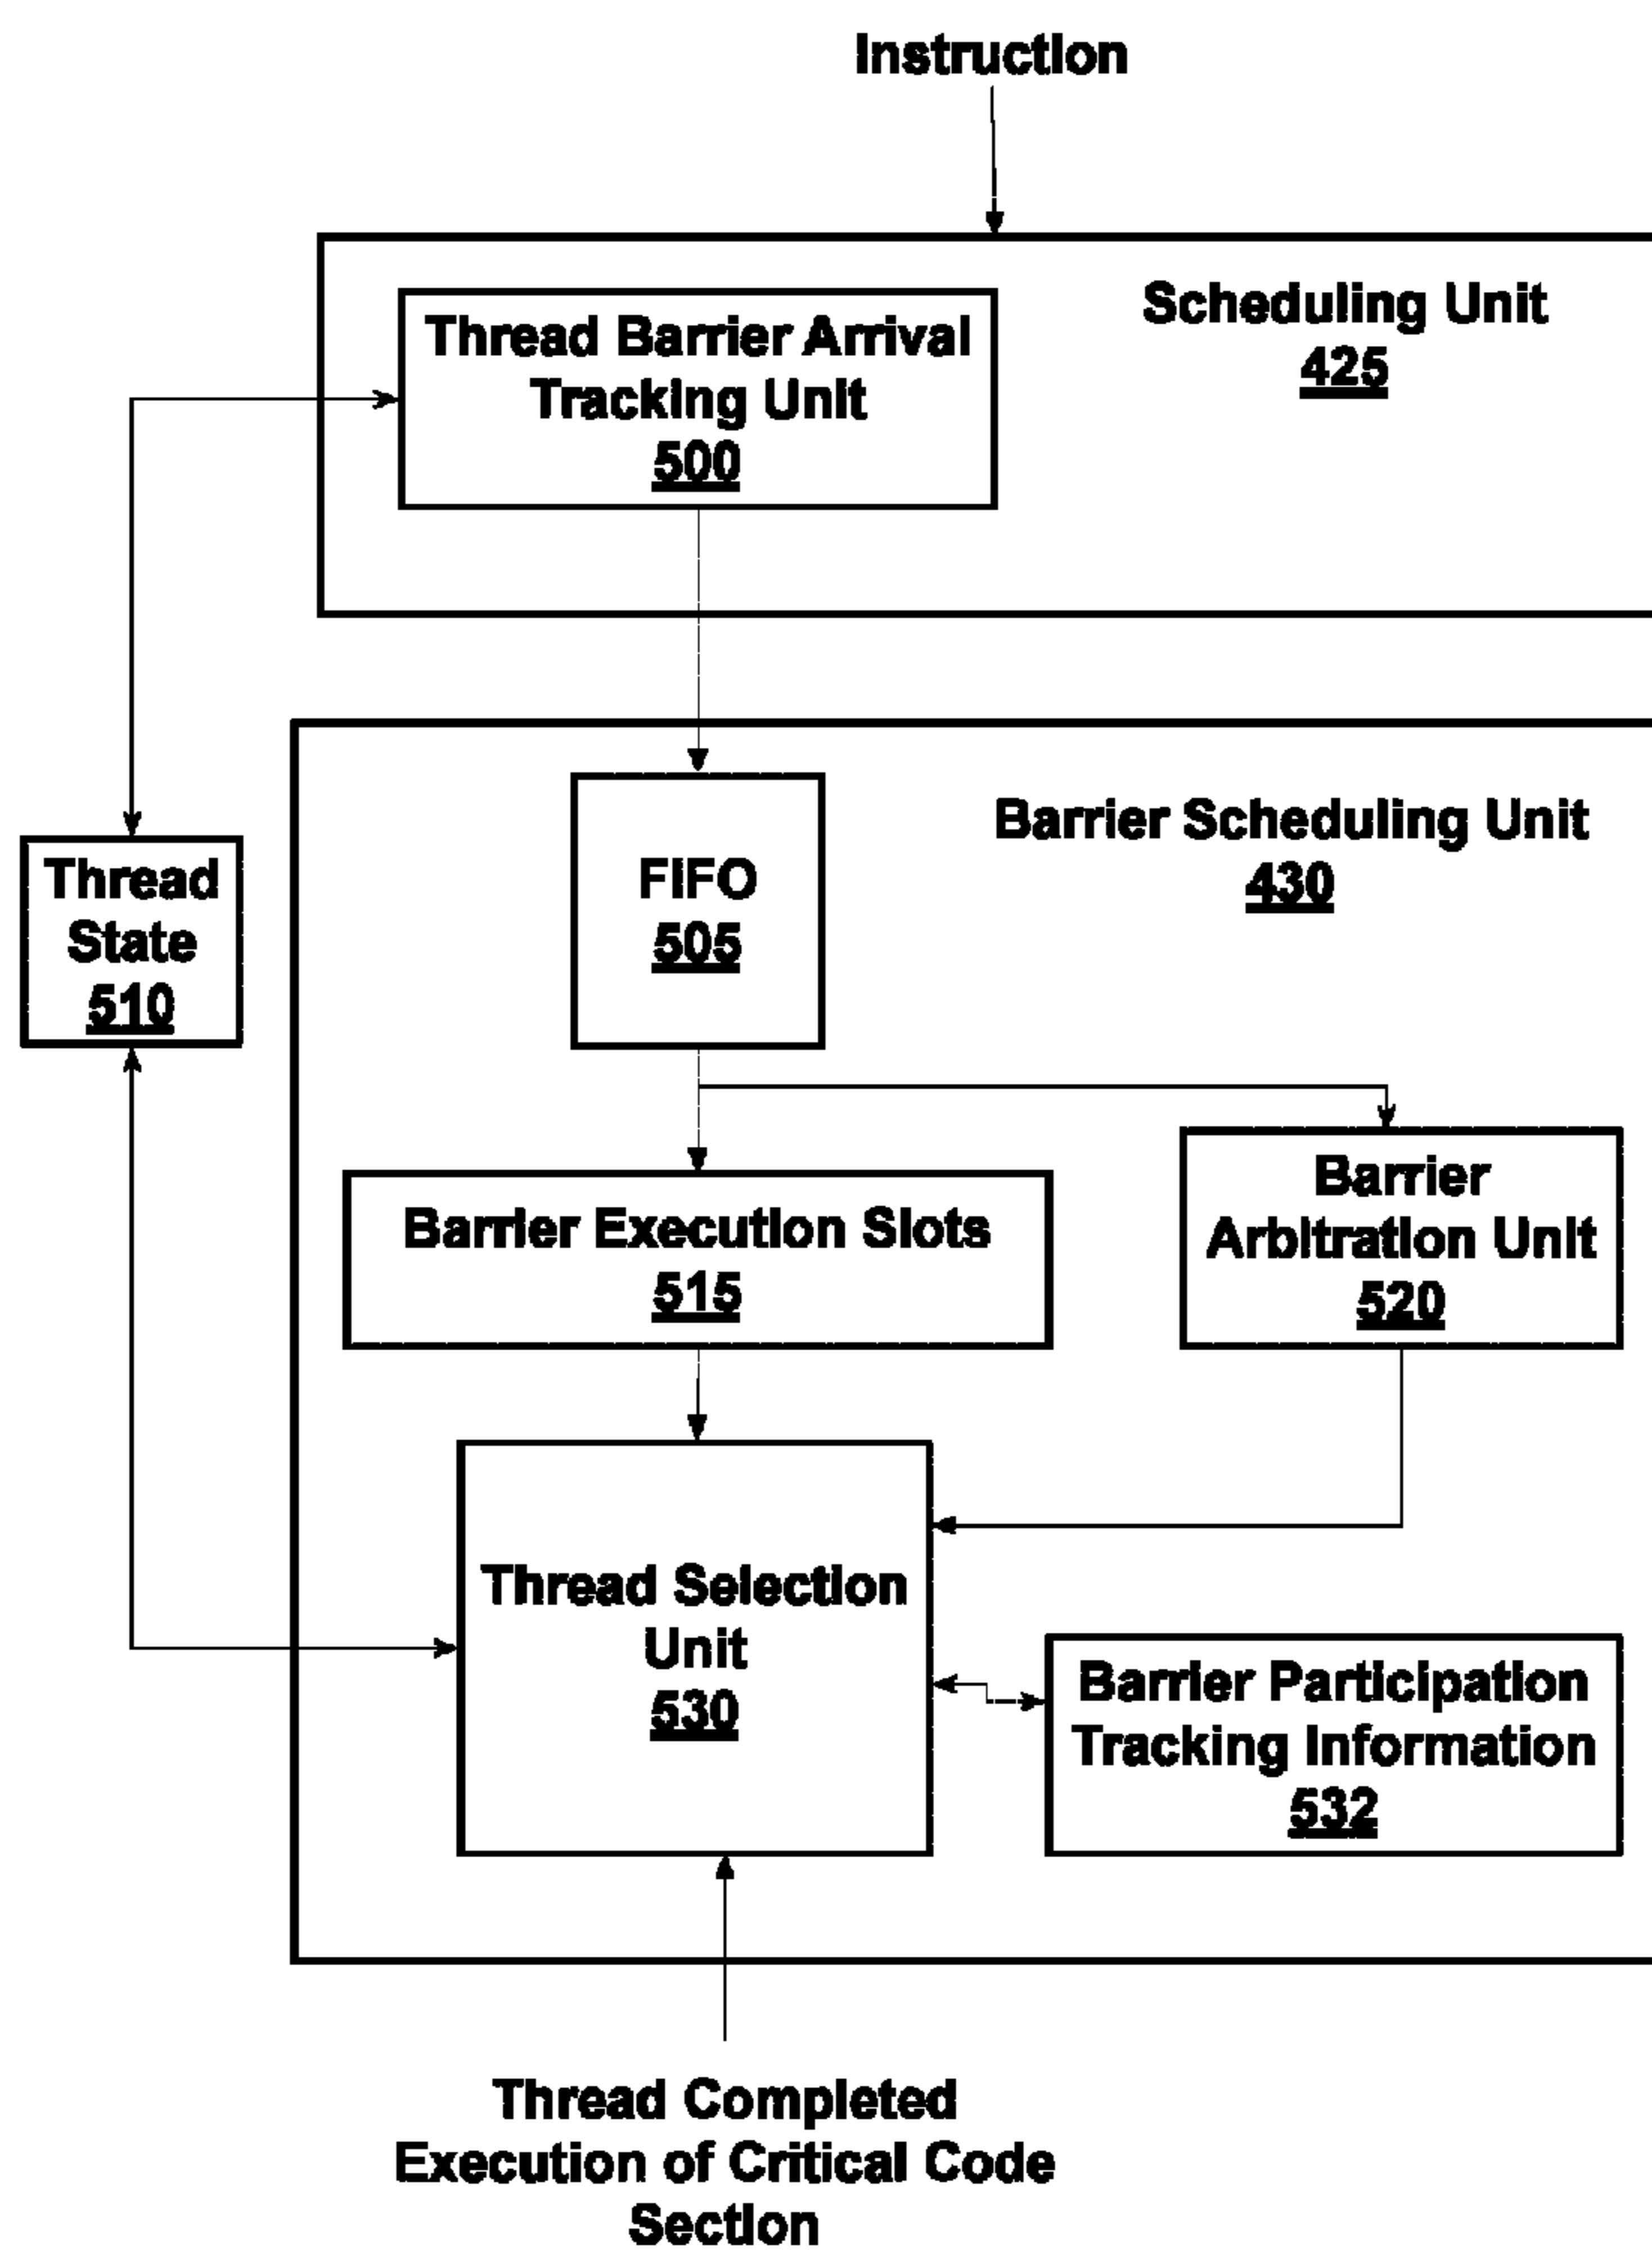 Instruction
Scheduling Unit
425
Thread Barrier Arrival
Tracking Unit
500
Barrier Scheduling Unit
430
FIFO
505
Thread
State
510
Barrier Execution Slots
515
Barrier
Arbitration Unit
520
Thread Selection
Unit
530
Barrier Participation
Tracking Information
532
Thread Completed
Execution of Critical Code
Section